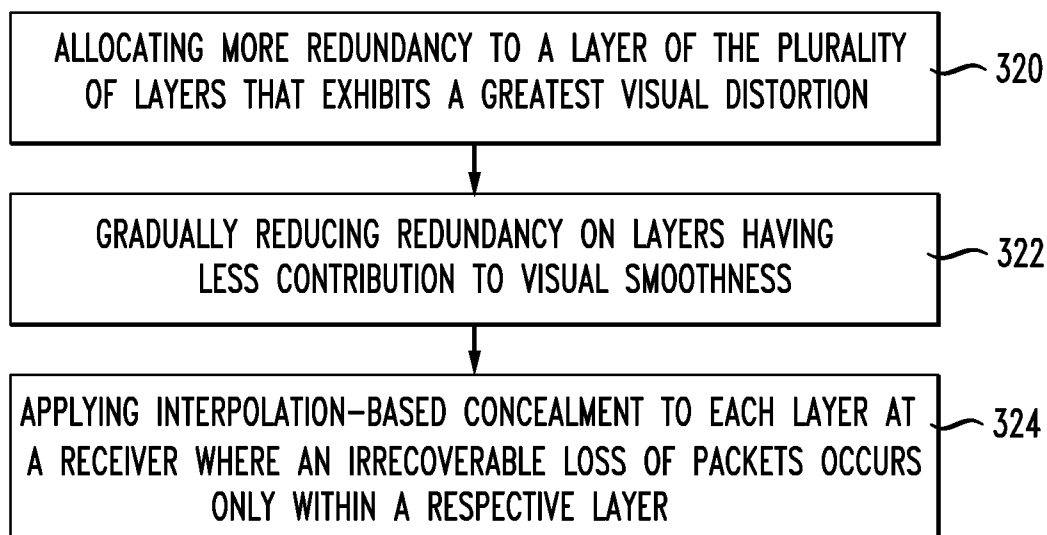 ALLOCATING MORE REDUNDANCY TO A LAYER OF THE PLURALITY
OF LAYERS THAT EXHIBITS A GREATEST VISUAL DISTORTION
320
GRADUALLY REDUCING REDUNDANCY ON LAYERS HAVING
LESS CONTRIBUTION TO VISUAL SMOOTHNESS
322
APPLYING INTERPOLATION-BASED CONCEALMENT TO EACH LAYER AT
A RECEIVER WHERE AN IRRECOVERABLE LOSS OF PACKETS OCCURS
ONLY WITHIN A RESPECTIVE LAYER
324